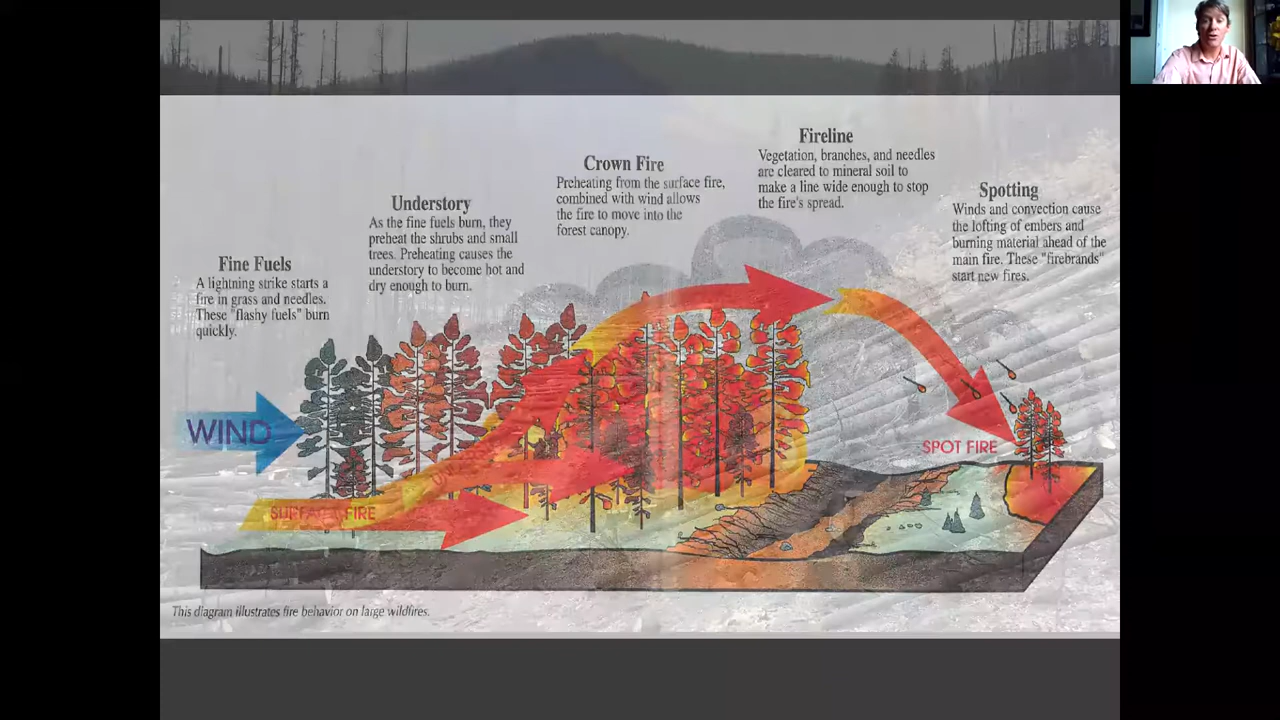 Fine Fuels
A lightning strike starts a
fire in grass and needles.
These "flashy fuels" burn
quickly.
Understory
As the fine fuels burn, they
preheat the shrubs and small
trees. Preheating causes the
understory to become hot and
dry enough to burn.
Crown Fire
Preheating from the surface fire,
combined with wind allows
the fire to move into the
forest canopy.
Fireline
Vegetation, branches, and needles
are cleared to mineral soil to
make a line wide enough to stop
the fire's spread.
Spotting
Winds and convection cause
the lofting of embers and
burning material ahead of the
main fire. These "firebrands"
start new fires.
WIND
SURFACE FIRE
SPOT FIRE
This diagram illustrates fire behavior on large wildfires.